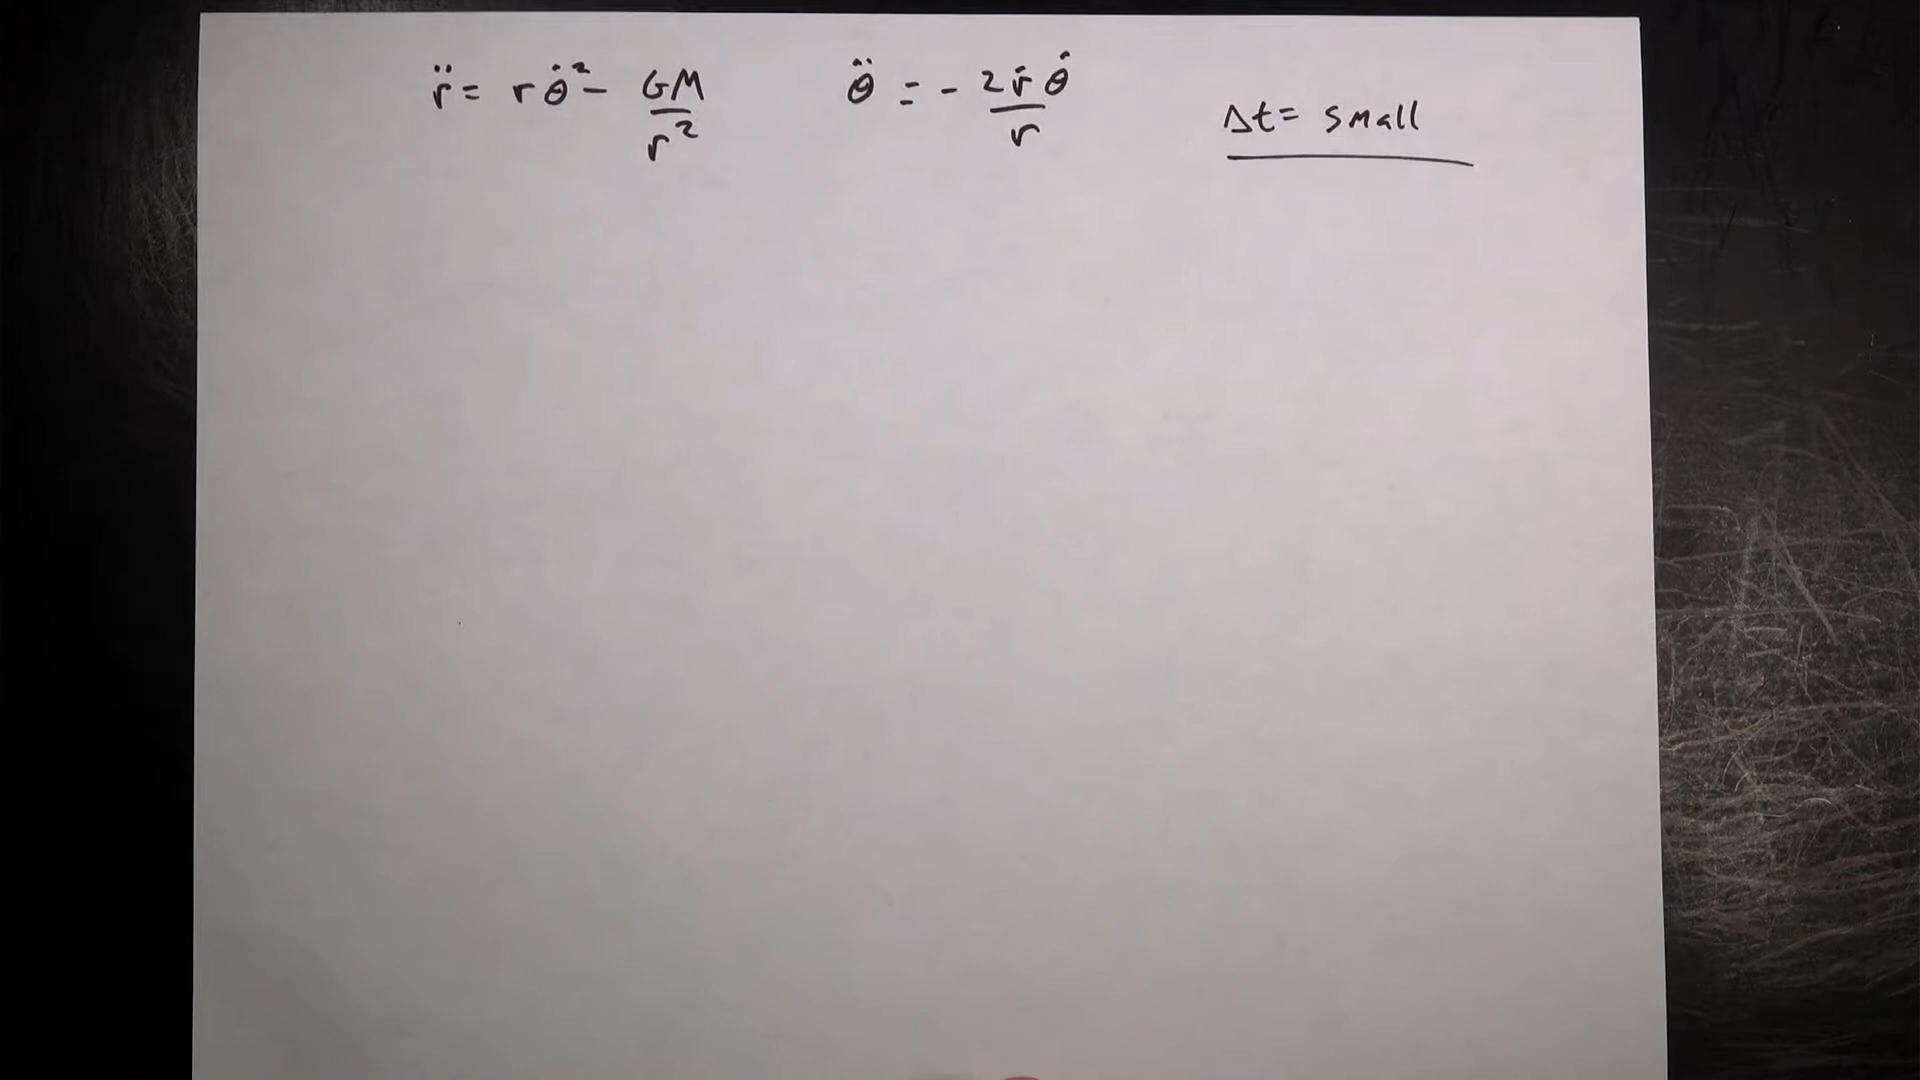 r̈ = rθ̇² - GM/r²
θ̈ = - 2ṙθ̇/r
Δt = small